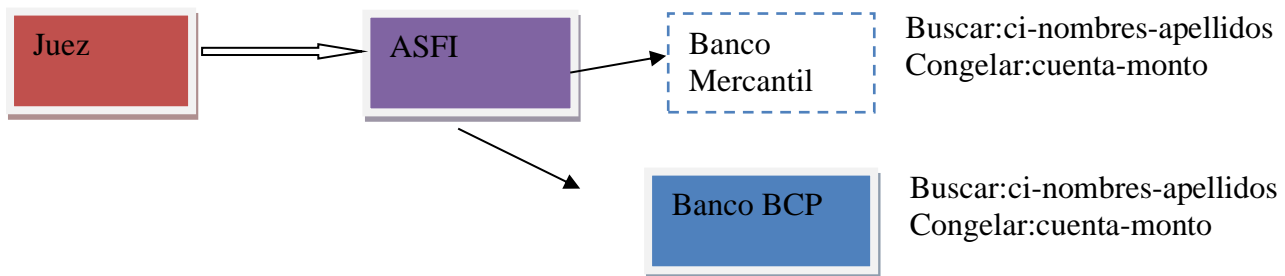 Juez
ASFI
Banco
Mercantil
Buscar:ci-nombres-apellidos
Congelar:cuenta-monto
Banco BCP
Buscar:ci-nombres-apellidos
Congelar:cuenta-monto